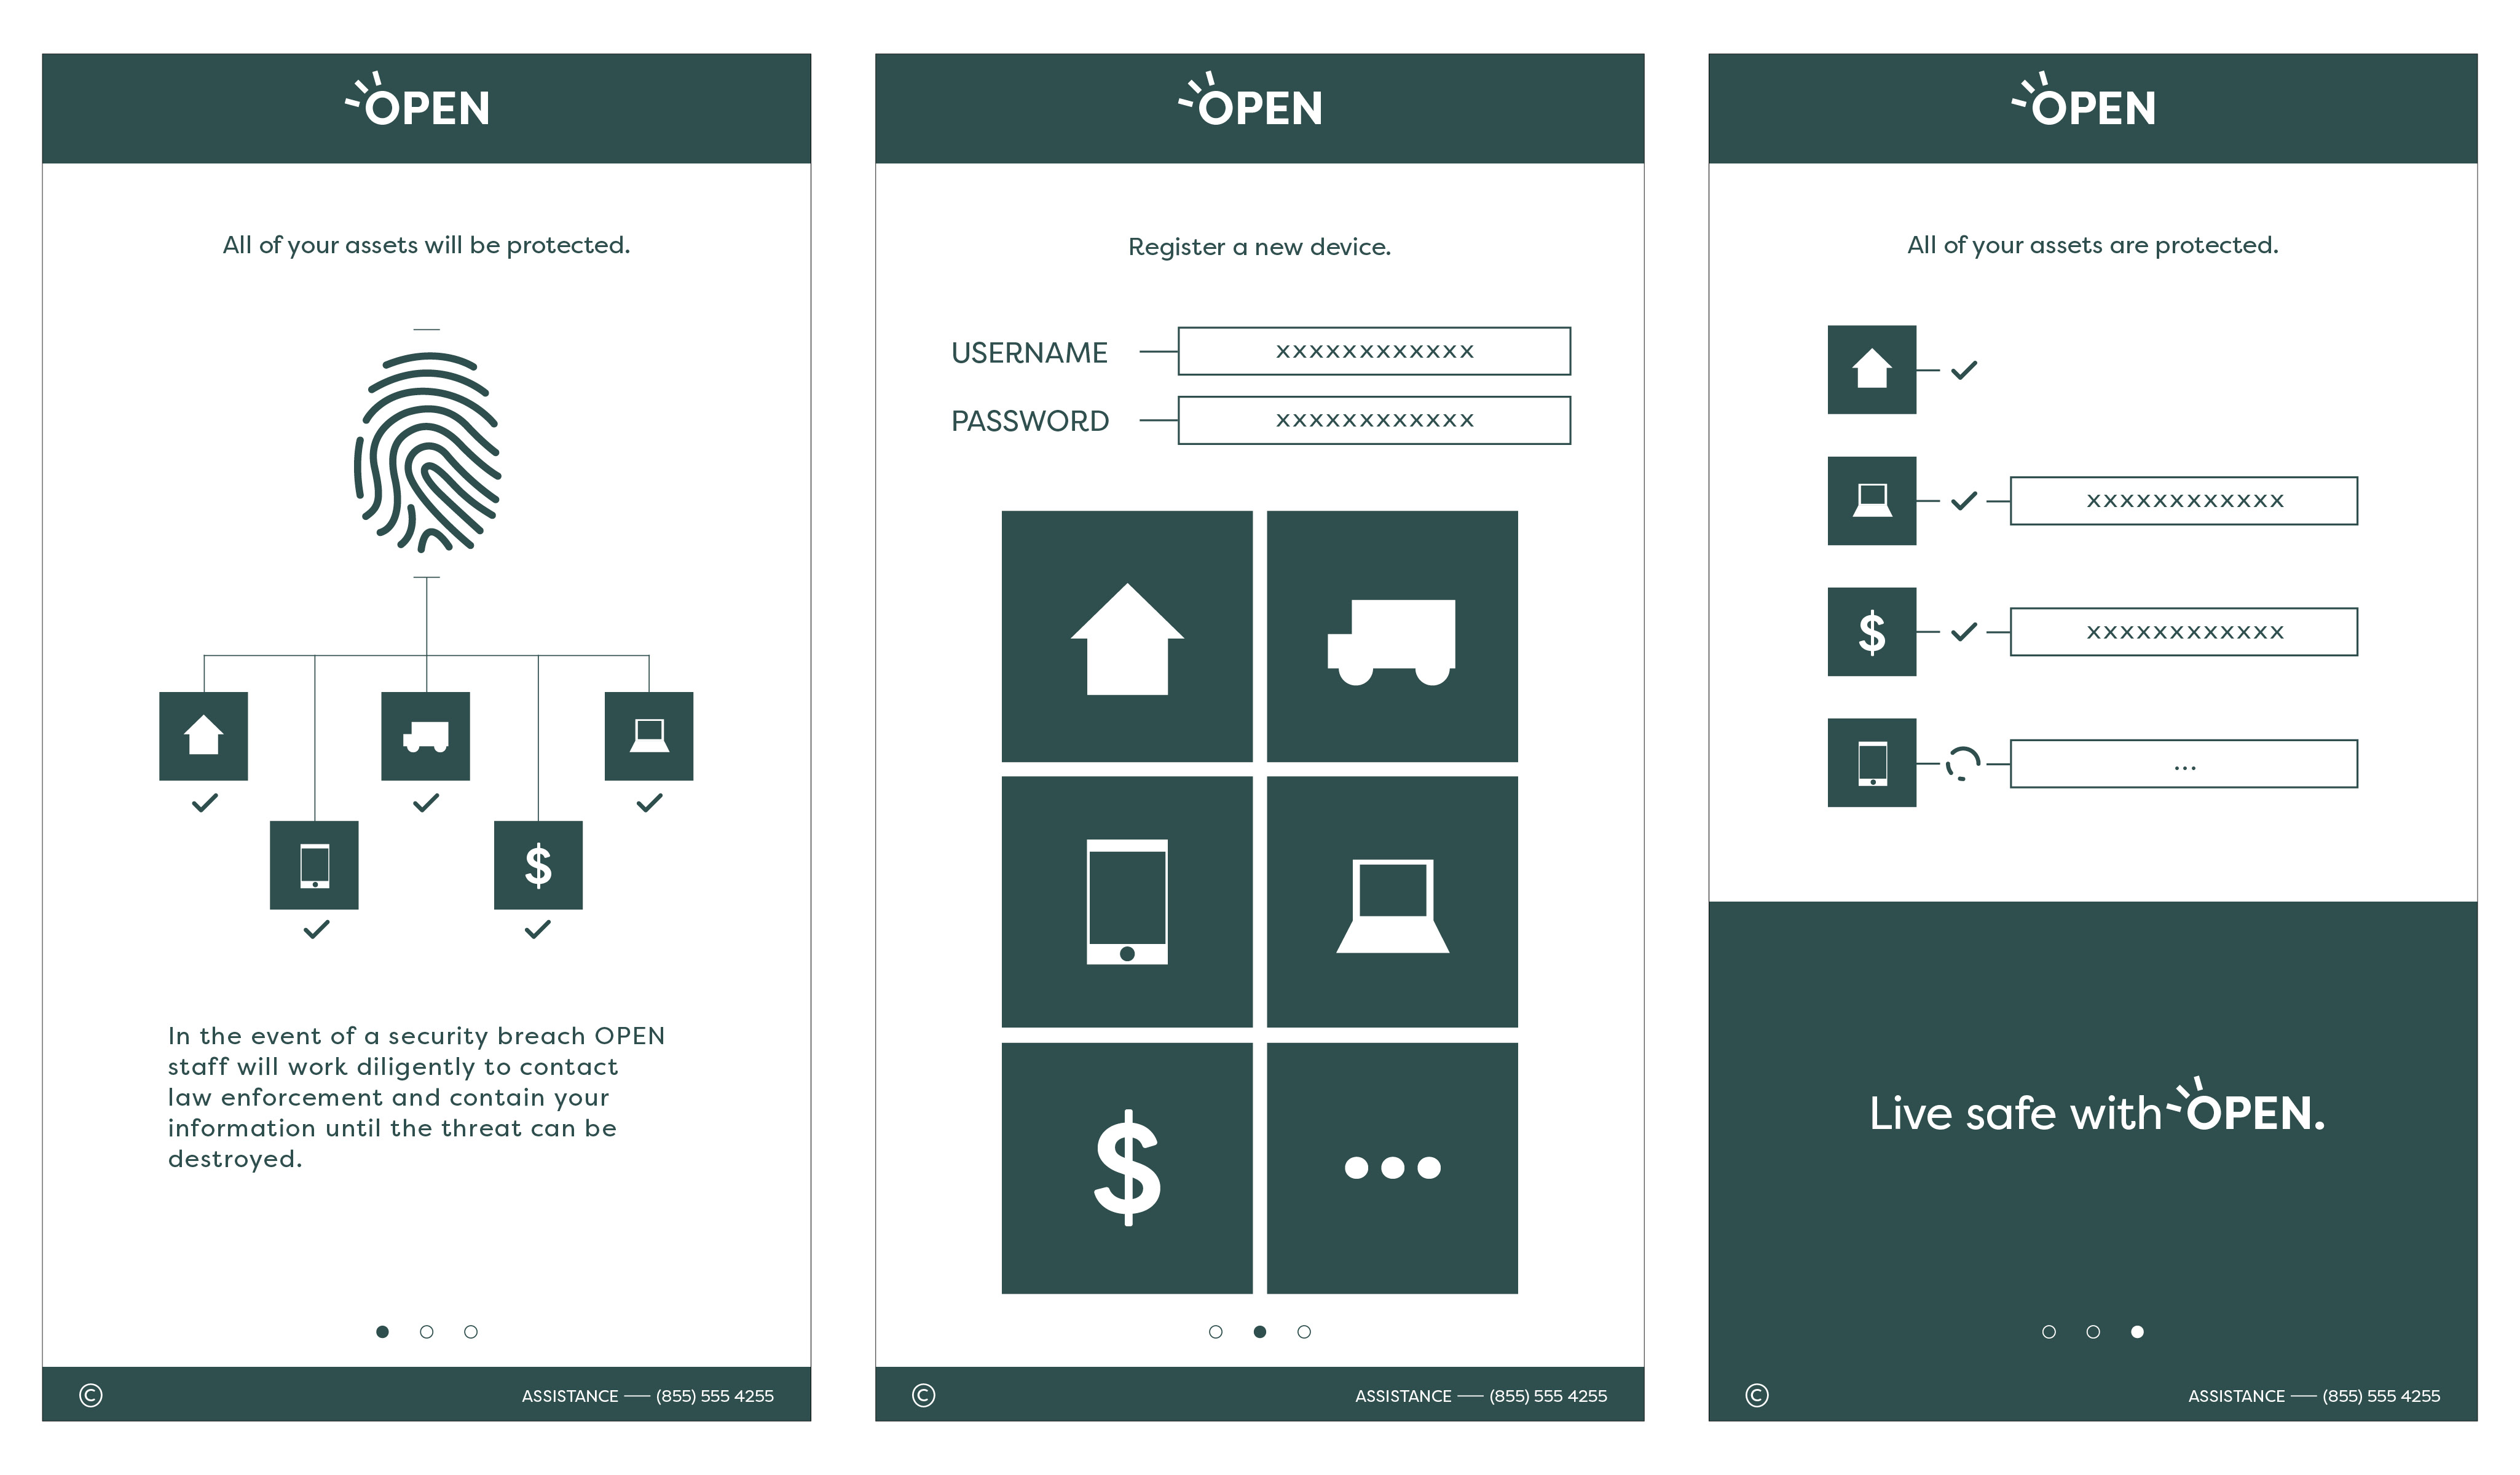 OPEN
All of your assets will be protected.
$
In the event of a security breach OPEN
staff will work diligently to contact
law enforcement and contain your
information until the threat can be
destroyed.
© ASSISTANCE — (855) 555 4255
OPEN
Register a new device.
USERNAME — xxxxxxxxxxxx
PASSWORD — xxxxxxxxxxxx
$
...
© ASSISTANCE — (855) 555 4255
OPEN
All of your assets are protected.
xxxxxxxxxxxx
$ xxxxxxxxxxxx
...
Live safe with OPEN.
© ASSISTANCE — (855) 555 4255